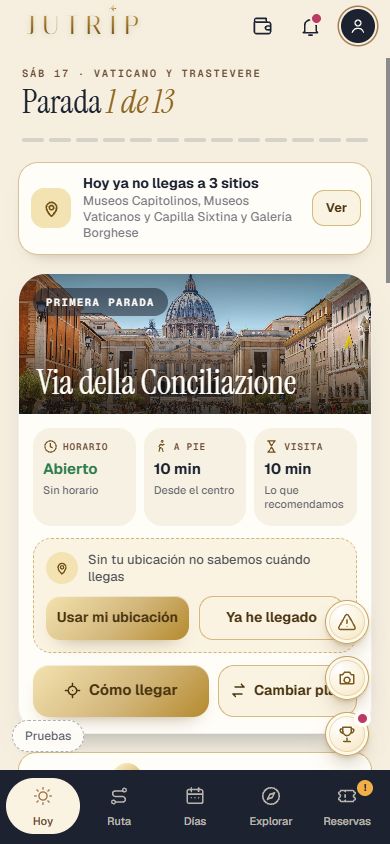 JUTRIP
SÁB 17 · VATICANO Y TRASTEVERE
Parada 1 de 13
Hoy ya no llegas a 3 sitios
Museos Capitolinos, Museos
Vaticanos y Capilla Sixtina y Galería
Borghese
Ver
PRIMERA PARADA
Via della Conciliazione
HORARIO
Abierto
Sin horario
A PIE
10 min
Desde el centro
VISITA
10 min
Lo que
recomendamos
Sin tu ubicación no sabemos cuándo
llegas
Usar mi ubicación
Ya he llegado
Cómo llegar
Cambiar
Pruebas
!
Hoy
Ruta
Días
Explorar
Reservas